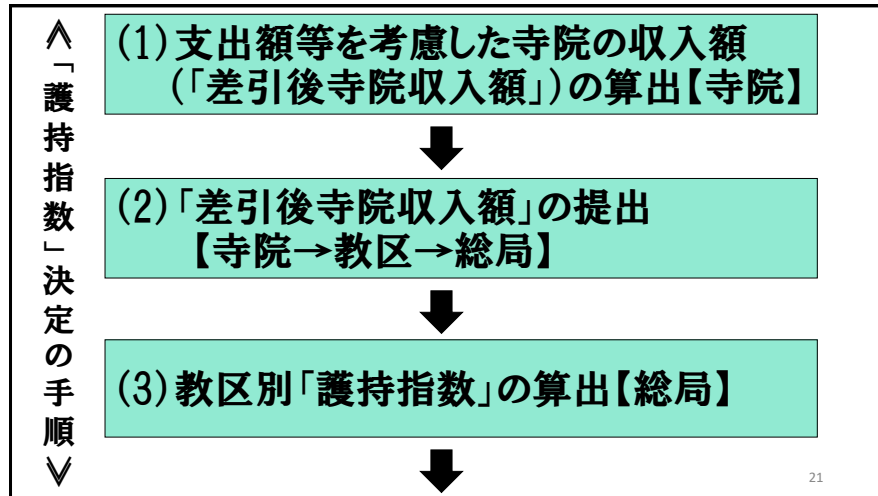 ≪「護持指数」決定の手順≫
(1)支出額等を考慮した寺院の収入額
(「差引後寺院収入額」)の算出【寺院】
(2)「差引後寺院収入額」の提出
【寺院→教区→総局】
(3)教区別「護持指数」の算出【総局】
21